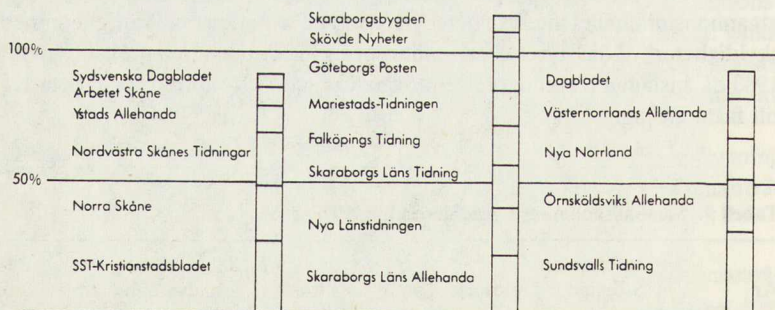 Skaraborgsbygden
Skövde Nyheter
100%
Göteborgs Posten
Sydsvenska Dagbladet
Arbetet Skåne
Ystads Allehanda
Nordvästra Skånes Tidningar
Mariestads-Tidningen
Falköpings Tidning
Skaraborgs Läns Tidning
Dagbladet
Västernorrlands Allehanda
Nya Norrland
50%
Norra Skåne
SST-Kristianstadsbladet
Nya Länstidningen
Skaraborgs Läns Allehanda
Örnsköldsviks Allehanda
Sundsvalls Tidning